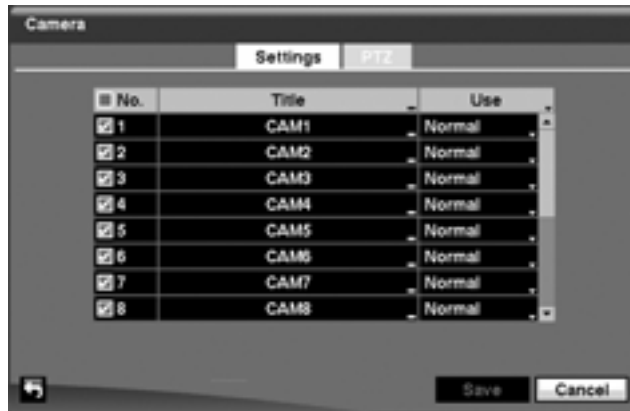 Camera
Settings PTZ
No. Title Use
1 CAM1 Normal
2 CAM2 Normal
3 CAM3 Normal
4 CAM4 Normal
5 CAM5 Normal
6 CAM6 Normal
7 CAM7 Normal
8 CAM8 Normal
Save Cancel